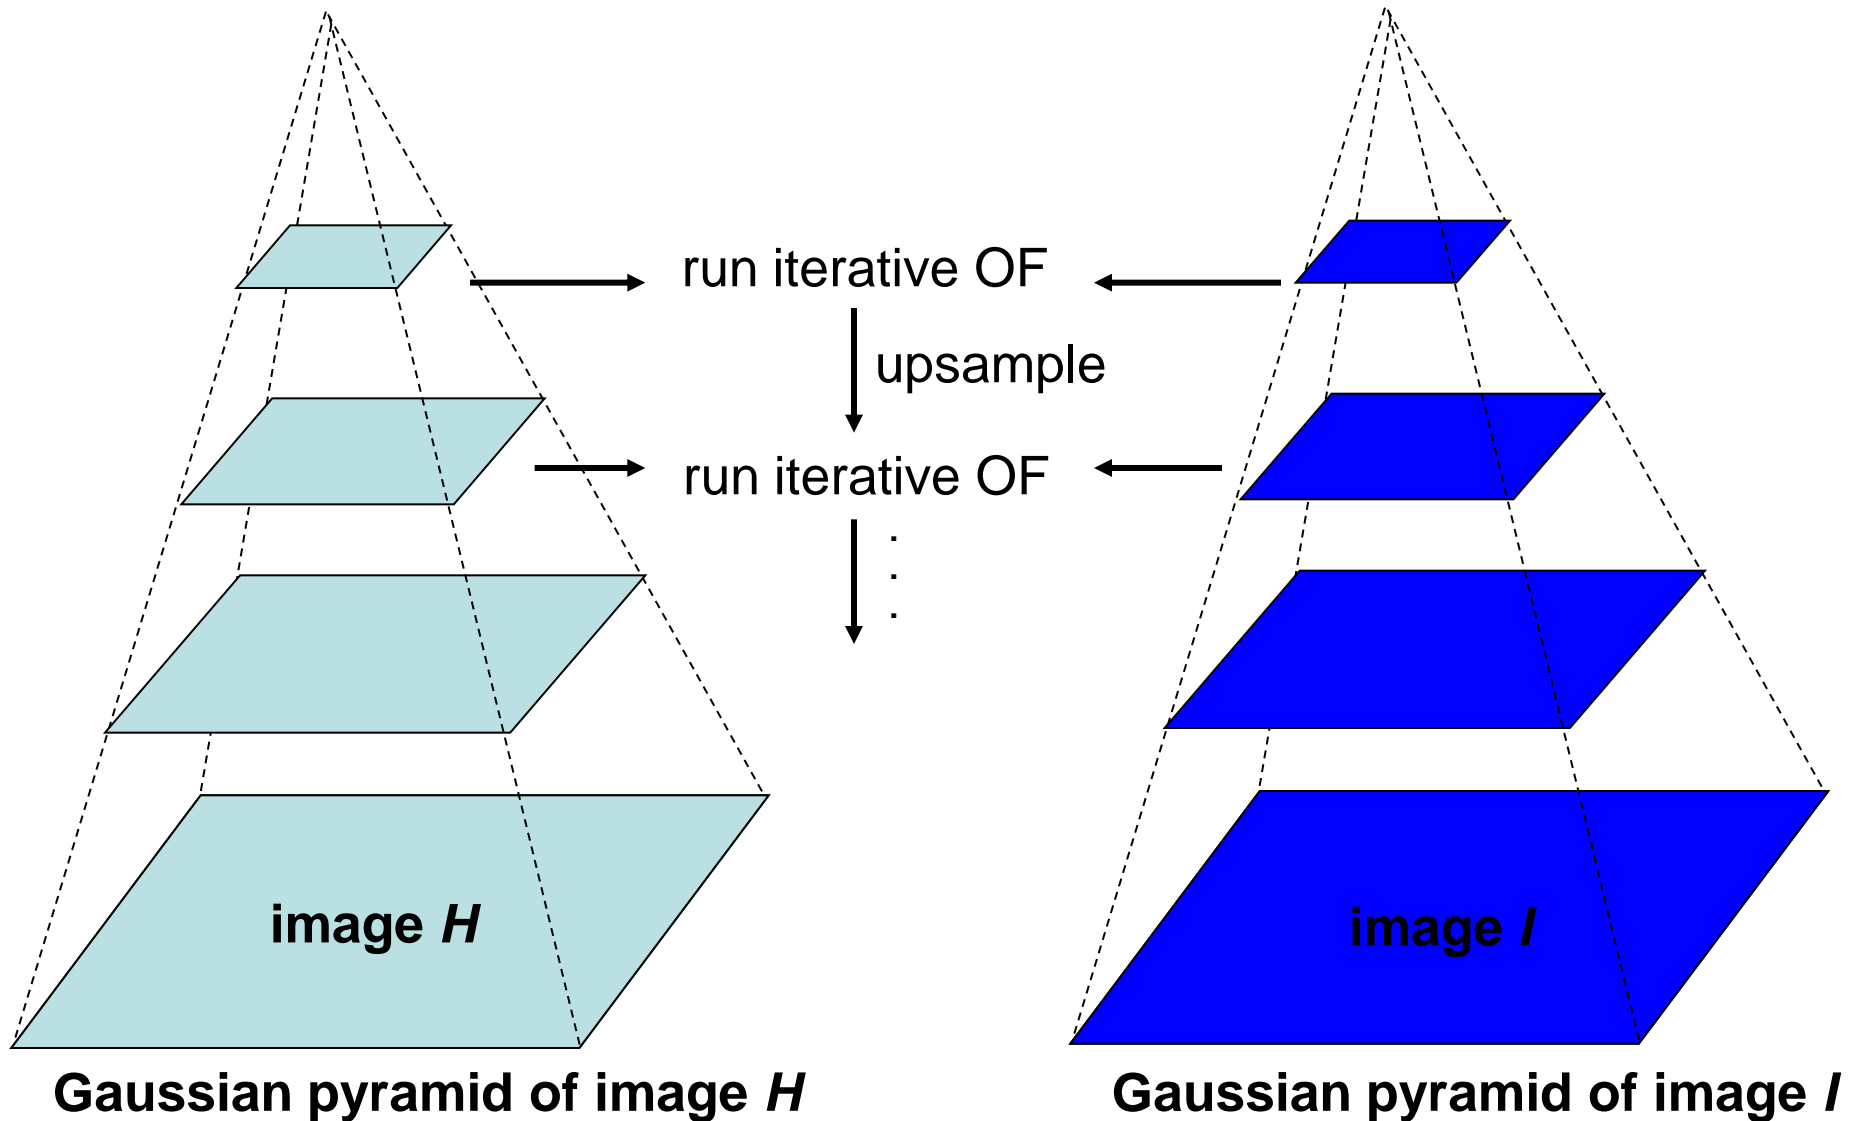 run iterative OF
upsample
run iterative OF
.
.
.
image H
image I
Gaussian pyramid of image H
Gaussian pyramid of image I